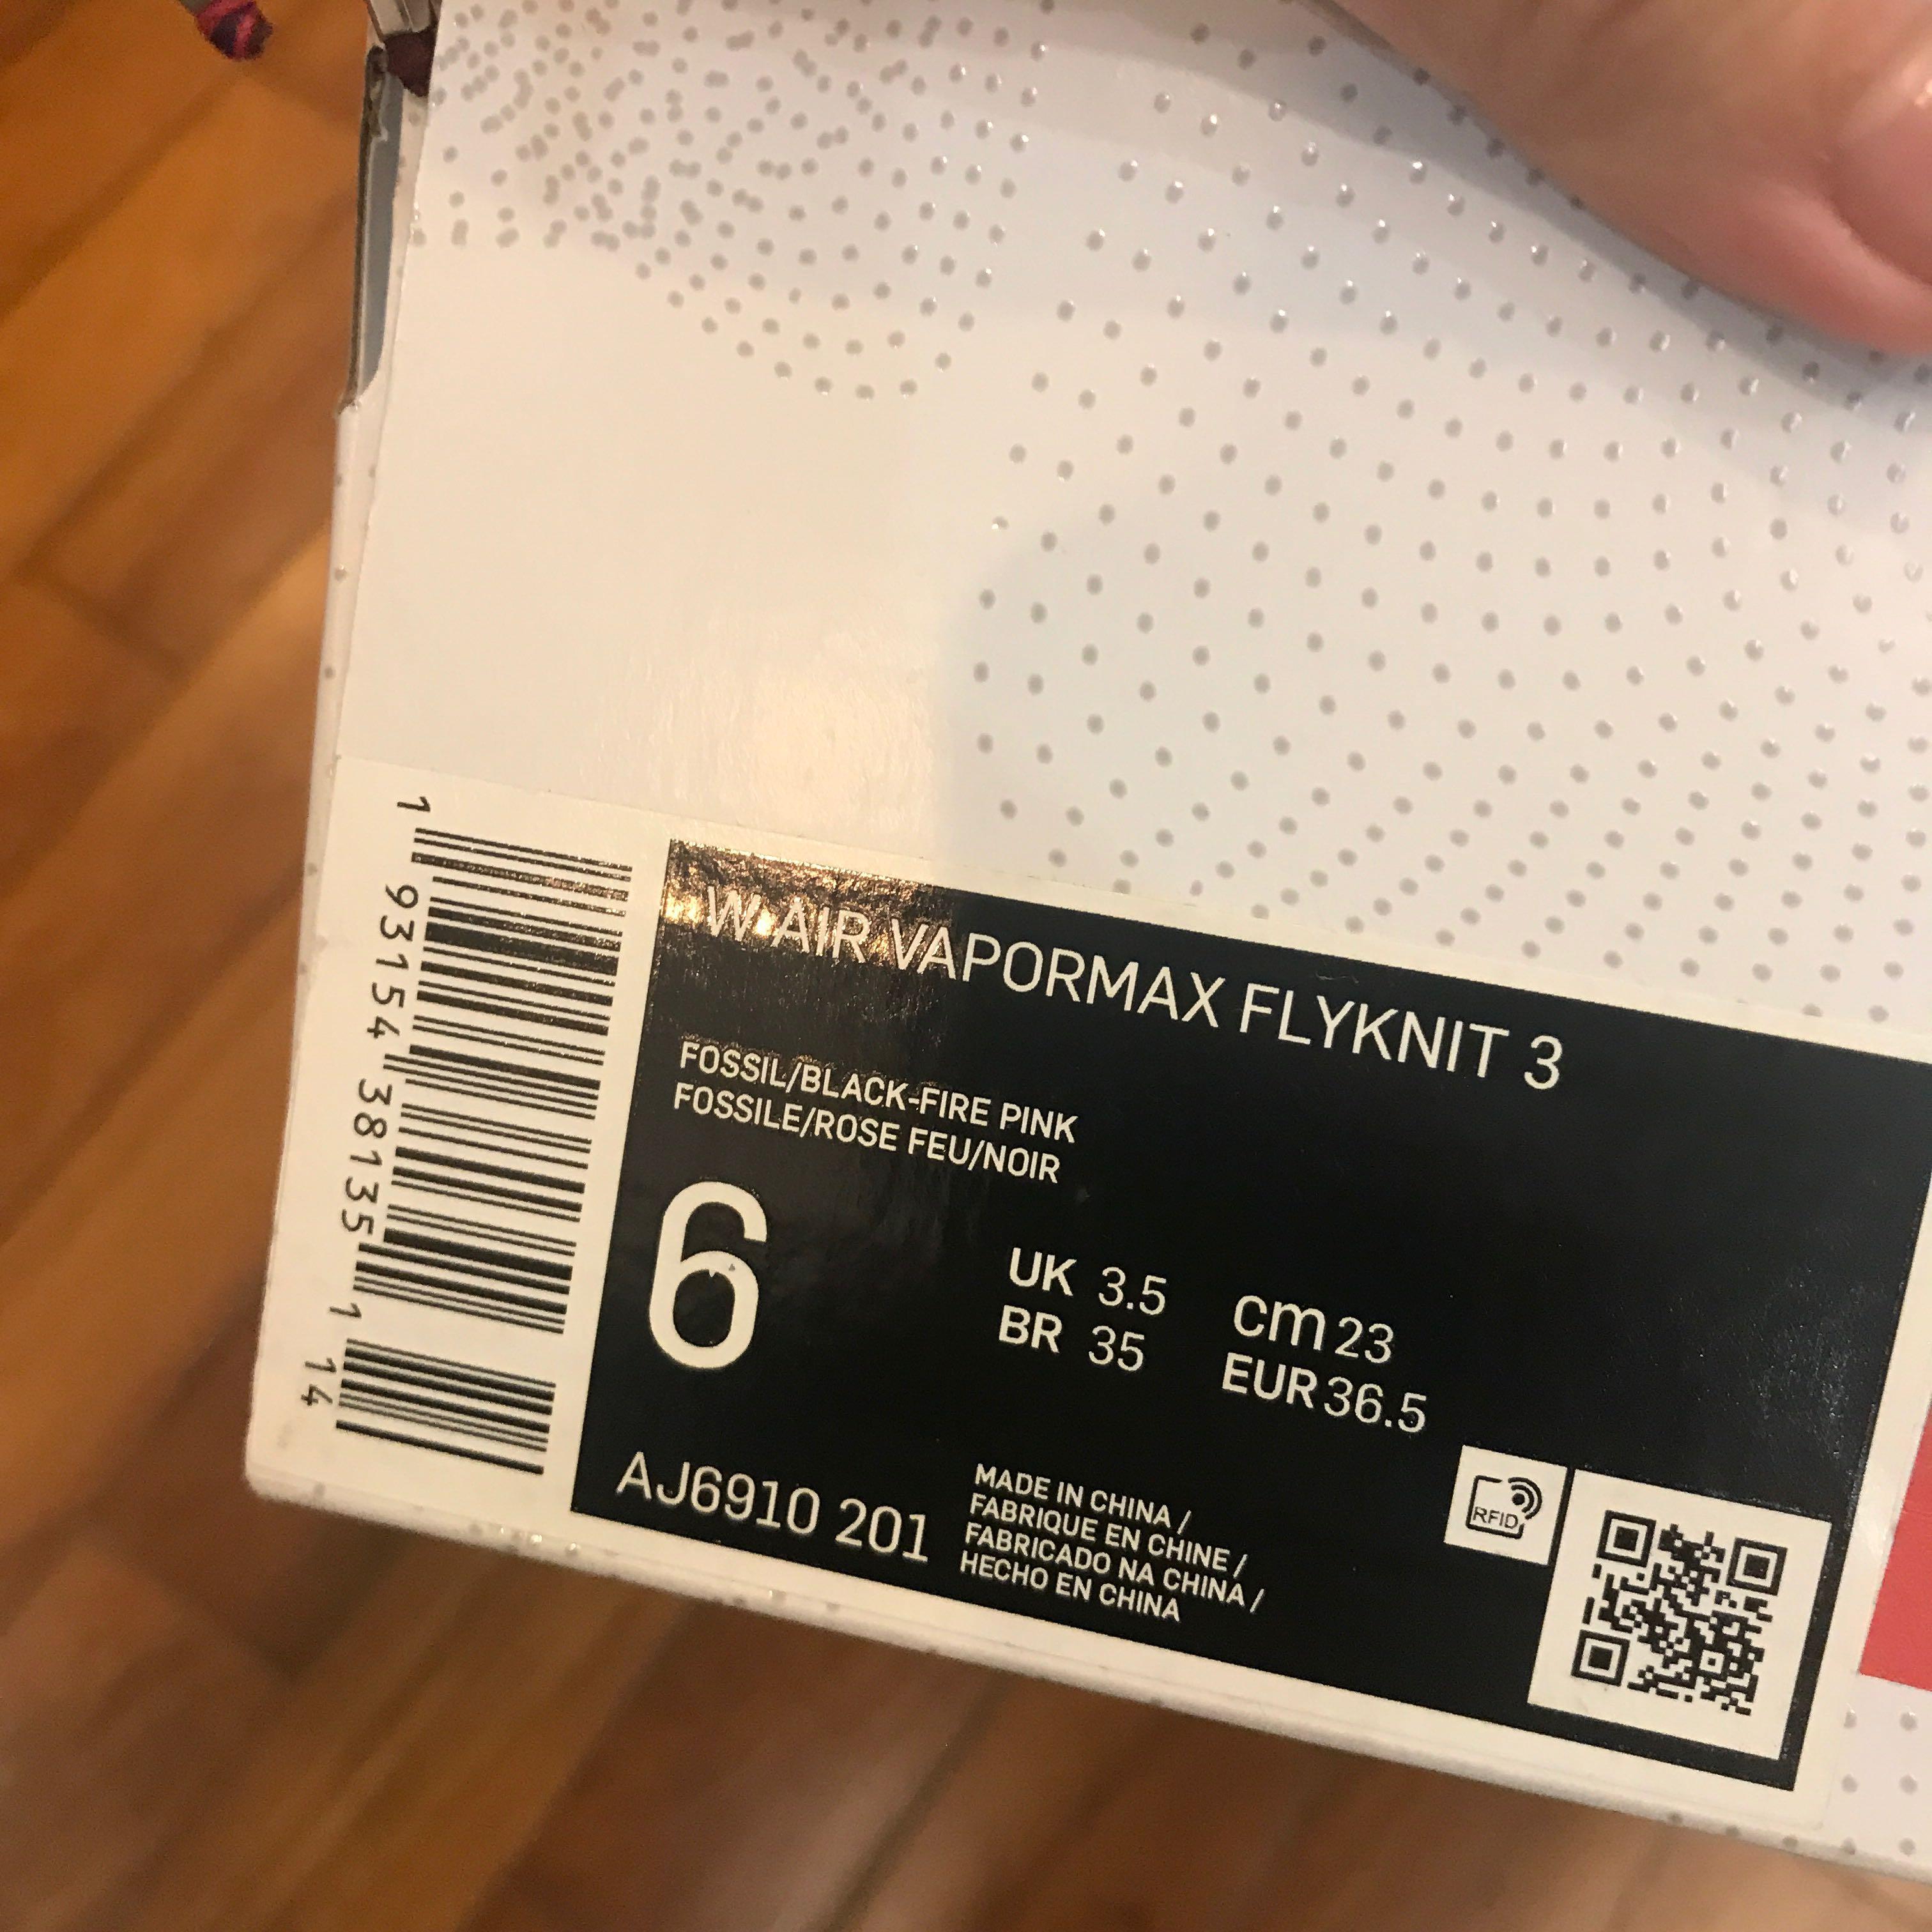 W AIR VAPORMAX FLYKNIT 3
FOSSIL/BLACK-FIRE PINK
FOSSILE/ROSE FEU/NOIR
6
UK 3.5
BR 35
cm 23
EUR 36.5
AJ6910 201
MADE IN CHINA /
FABRIQUE EN CHINE /
FABRICADO NA CHINA /
HECHO EN CHINA
RFID
1 93154 38135 1 14